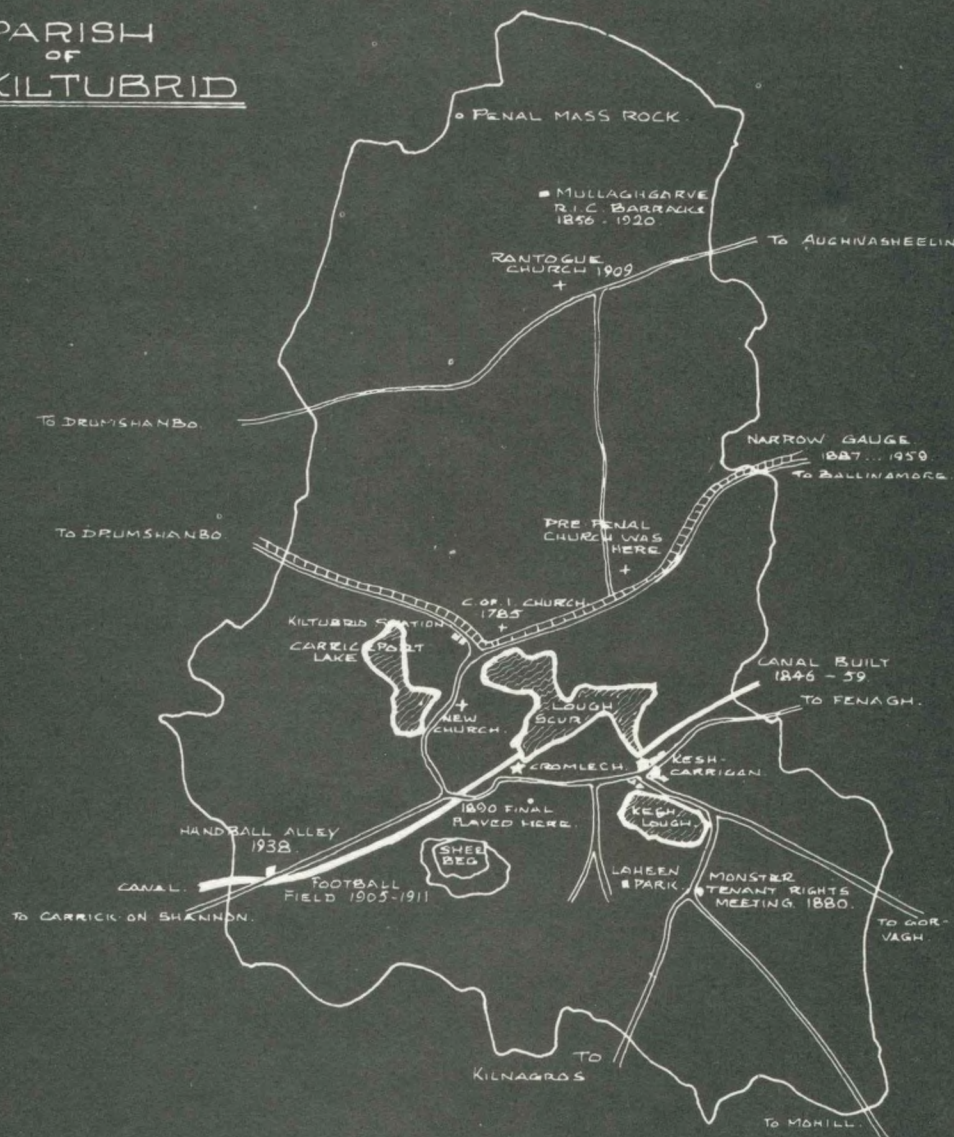 PARISH
OF
KILTUBRID
PENAL MASS ROCK.
MULLAGHGARVE
R.I.C. BARRACKS
1856 - 1920
TO AUGHNASHEELIN
RANTOGUE
CHURCH 1909
TO DRUMSHANBO.
NARROW GAUGE
1887...1959
TO BALLINAMORE.
TO DRUMSHANBO.
PRE PENAL
CHURCH WAS
HERE
C. OF I. CHURCH
1785
KILTUBRID STATION
CARRICKPORT
LAKE
CANAL BUILT
1846 - 59
TO FENAGH.
NEW
CHURCH.
LOUGH
SCUR
CROMLECH.
KESH-
CARRIGAN.
1890 FINAL
PLAYED HERE.
KESH
LOUGH.
HANDBALL ALLEY
1938.
SHEE
BEG
CANAL.
FOOTBALL
FIELD 1905-1911
LAHEEN
PARK.
MONSTER
TENANT RIGHTS
MEETING. 1880.
TO CARRICK ON SHANNON.
TO GOR-
VAGH.
TO
KILNAGROS
TO MOHILL.